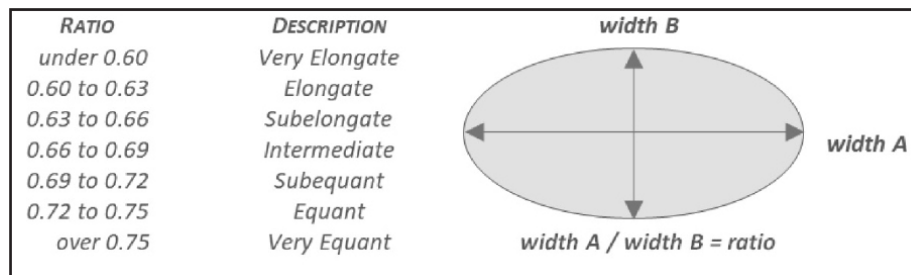 RATIO DESCRIPTION width B
under 0.60 Very Elongate
0.60 to 0.63 Elongate
0.63 to 0.66 Subelongate
0.66 to 0.69 Intermediate
width A
0.69 to 0.72 Subequant
0.72 to 0.75 Equant
over 0.75 Very Equant width A / width B = ratio